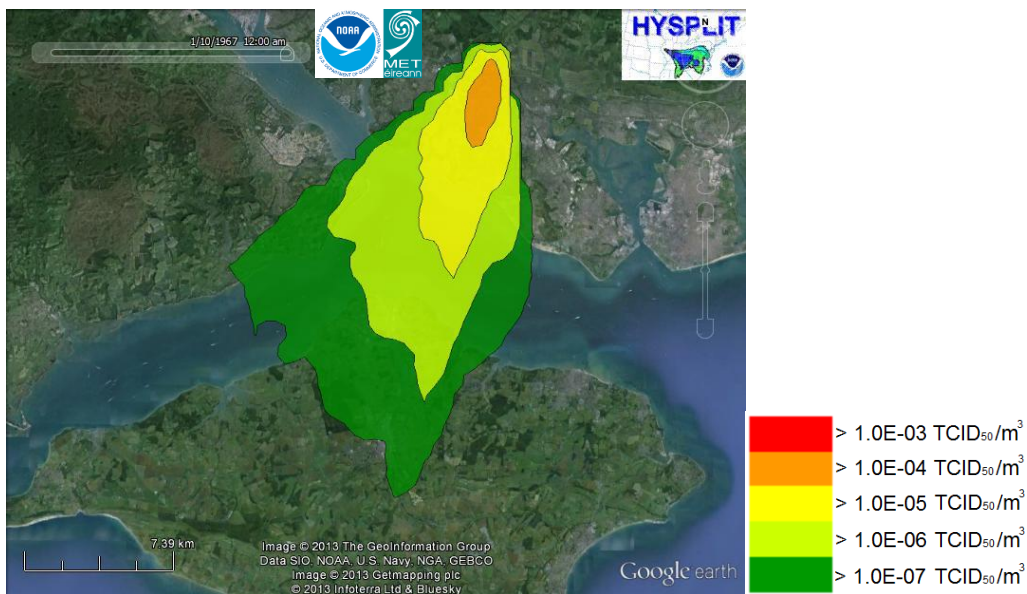 1/10/1967 12:00 am
NOAA
MET
éireann
HYSPLIT
N
> 1.0E-03 TCID50/m3
> 1.0E-04 TCID50/m3
> 1.0E-05 TCID50/m3
> 1.0E-06 TCID50/m3
> 1.0E-07 TCID50/m3
7.39 km
Image © 2013 The GeoInformation Group
Data SIO, NOAA, U.S. Navy, NGA, GEBCO
Image © 2013 Getmapping plc
© 2013 Infoterra Ltd & Bluesky
Google earth